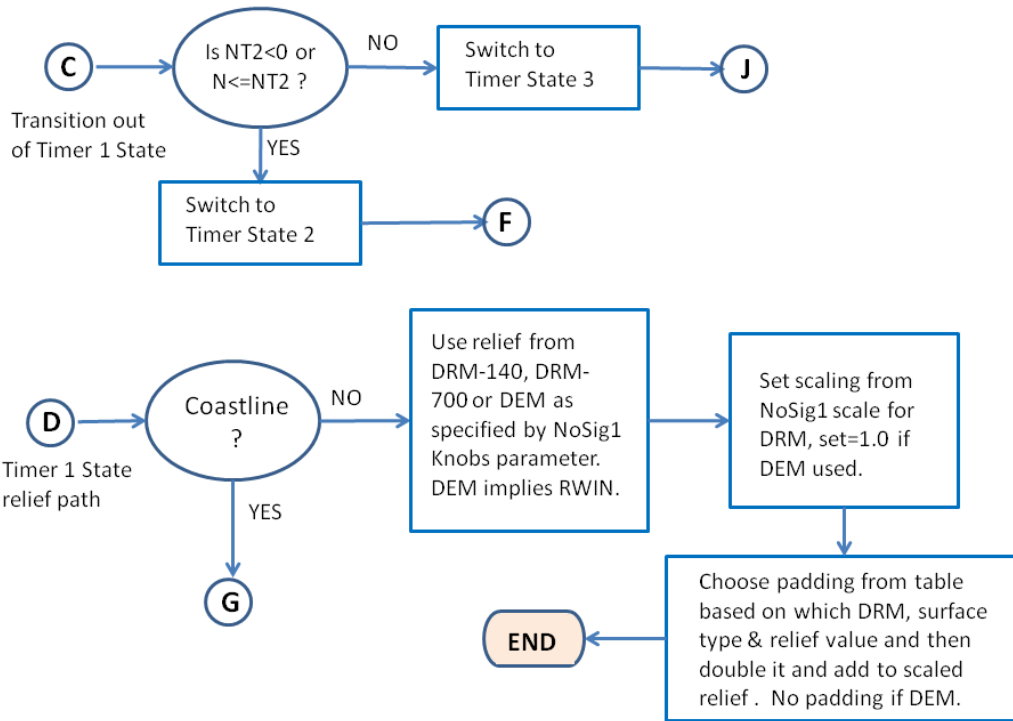 C
Is NT2<0 or
N<=NT2 ?
NO
Switch to
Timer State 3
J
Transition out
of Timer 1 State
YES
Switch to
Timer State 2
F
D
Timer 1 State
relief path
Coastline
?
NO
Use relief from
DRM-140, DRM-
700 or DEM as
specified by NoSig1
Knobs parameter.
DEM implies RWIN.
Set scaling from
NoSig1 scale for
DRM, set=1.0 if
DEM used.
YES
G
Choose padding from table
based on which DRM, surface
type & relief value and then
double it and add to scaled
relief .  No padding if DEM.
END